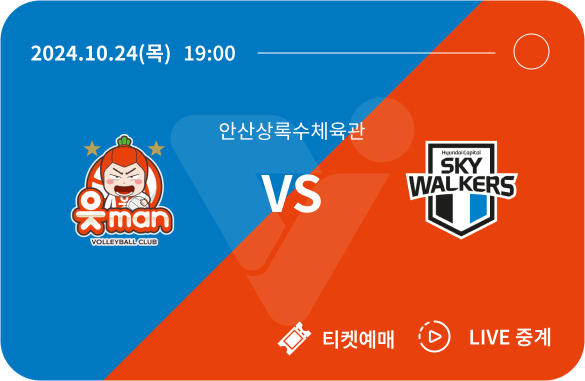 2024.10.24(목) 19:00
안산상록수체육관
읏man
VOLLEYBALL CLUB
VS
Hyundai Capital
SKY
WALKERS
티켓예매
LIVE 중계